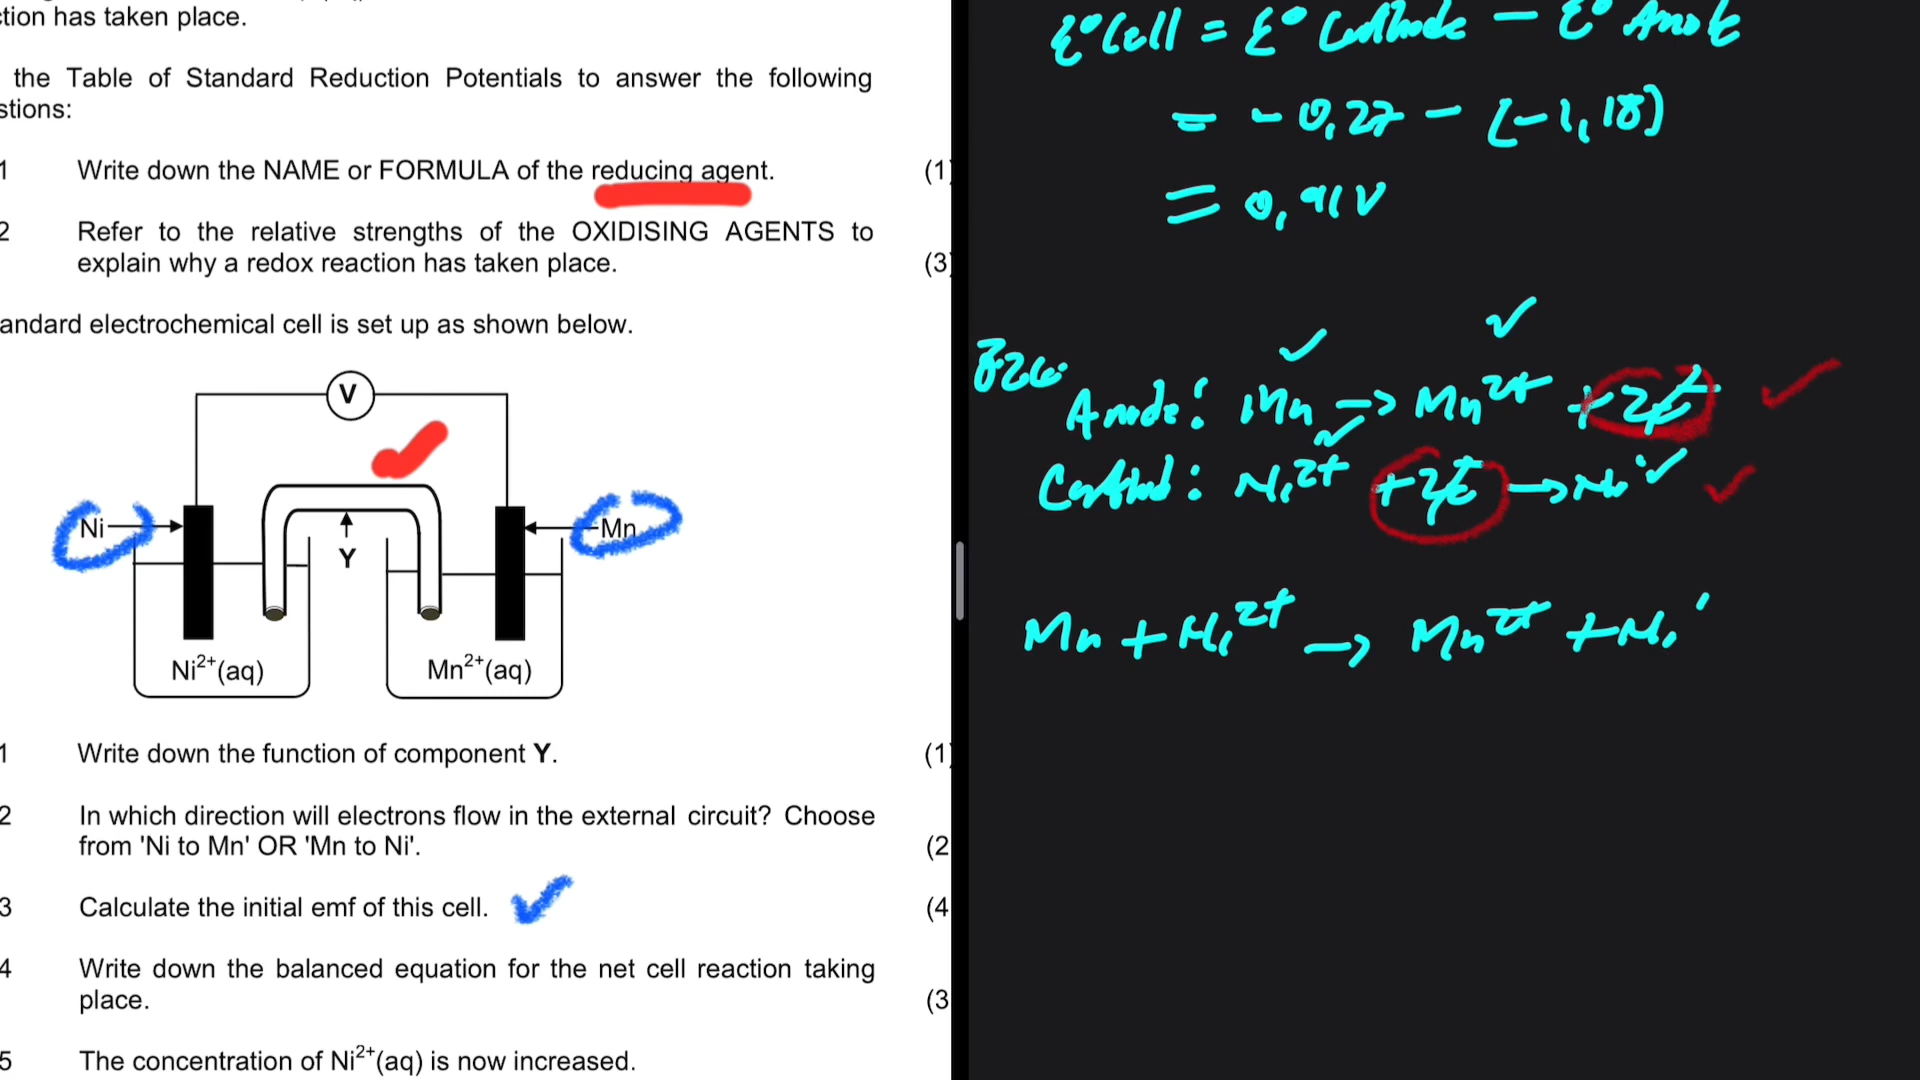 ction has taken place.
the Table of Standard Reduction Potentials to answer the following
stions:
1 Write down the NAME or FORMULA of the reducing agent. (1)
2 Refer to the relative strengths of the OXIDISING AGENTS to
explain why a redox reaction has taken place. (3)
andard electrochemical cell is set up as shown below.
V
Ni
Mn
Y
Ni²⁺(aq)
Mn²⁺(aq)
1 Write down the function of component Y. (1)
2 In which direction will electrons flow in the external circuit? Choose
from 'Ni to Mn' OR 'Mn to Ni'. (2
3 Calculate the initial emf of this cell. (4
4 Write down the balanced equation for the net cell reaction taking
place. (3
5 The concentration of Ni²⁺(aq) is now increased.
E°Cell = E° Cathode − E° Anode
= −0,27 − (−1,18)
= 0,91V
Anode: Mn → Mn²⁺ + 2e⁻
Cathod: Ni²⁺ + 2e⁻ → Ni
Mn + Ni²⁺ → Mn²⁺ + Ni